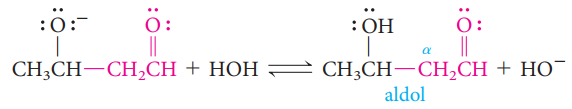 :Ö:⁻ Ö: :ÖH Ö:
α
CH₃CH—CH₂CH + HOH ⇌ CH₃CH—CH₂CH + HO⁻
aldol